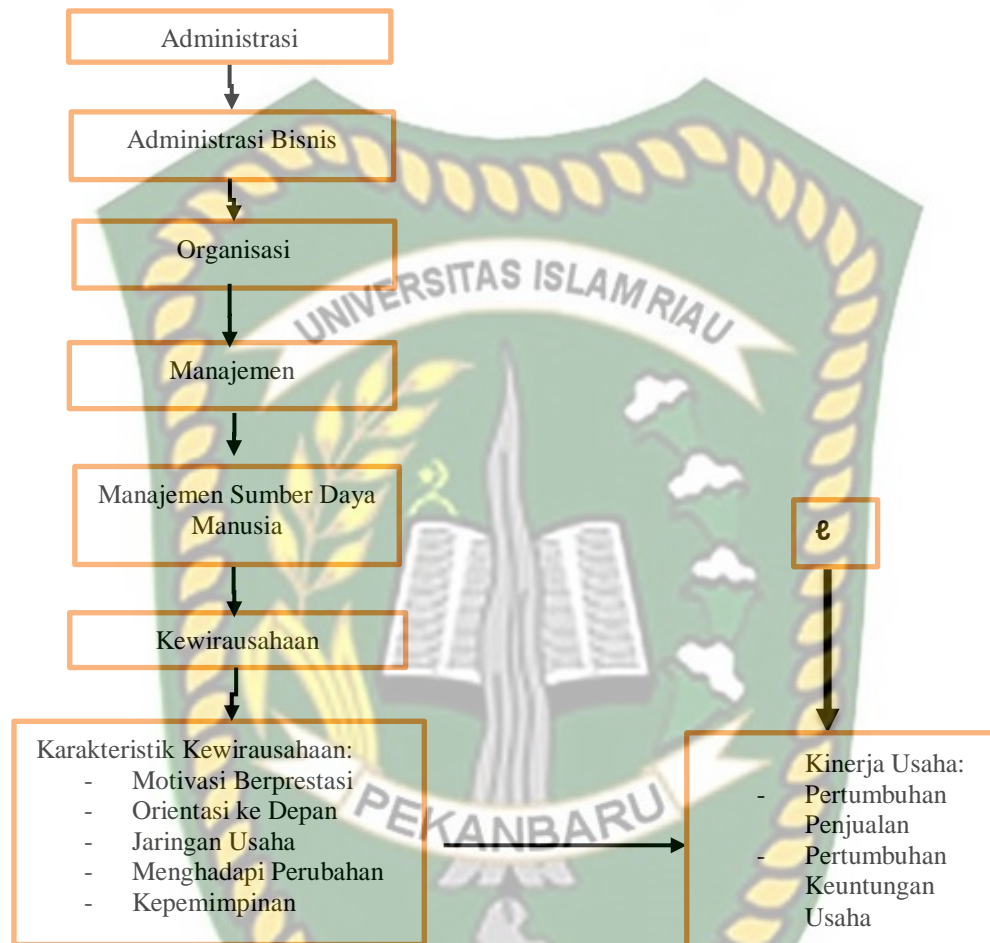 Administrasi
Administrasi Bisnis
Organisasi
UNIVERSITAS ISLAM RIAU
Manajemen
Manajemen Sumber Daya
Manusia
ℓ
Kewirausahaan
Karakteristik Kewirausahaan:
- Motivasi Berprestasi
- Orientasi ke Depan
- Jaringan Usaha
- Menghadapi Perubahan
- Kepemimpinan
PEKANBARU
Kinerja Usaha:
- Pertumbuhan
Penjualan
- Pertumbuhan
Keuntungan
Usaha